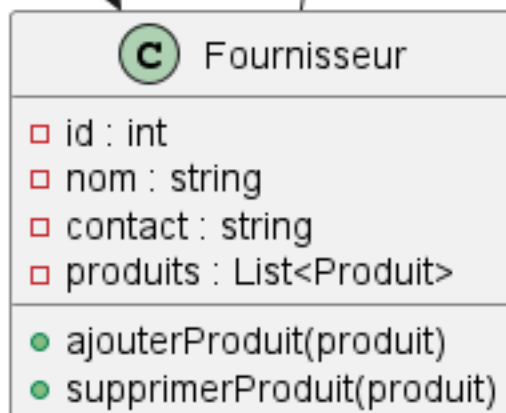 C Fournisseur
id : int
nom : string
contact : string
produits : List<Produit>
ajouterProduit(produit)
supprimerProduit(produit)